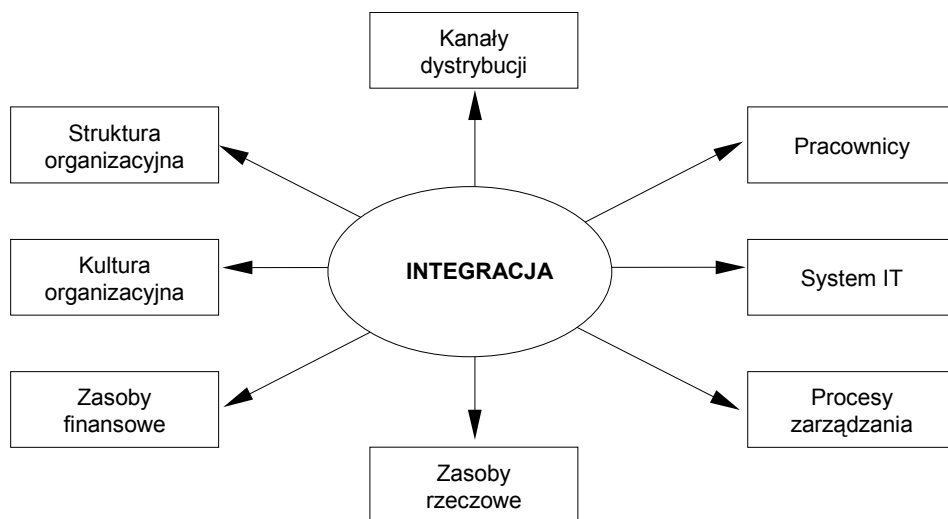 Kanały
dystrybucji
Struktura
organizacyjna
Pracownicy
Kultura
organizacyjna
INTEGRACJA
System IT
Zasoby
finansowe
Procesy
zarządzania
Zasoby
rzeczowe